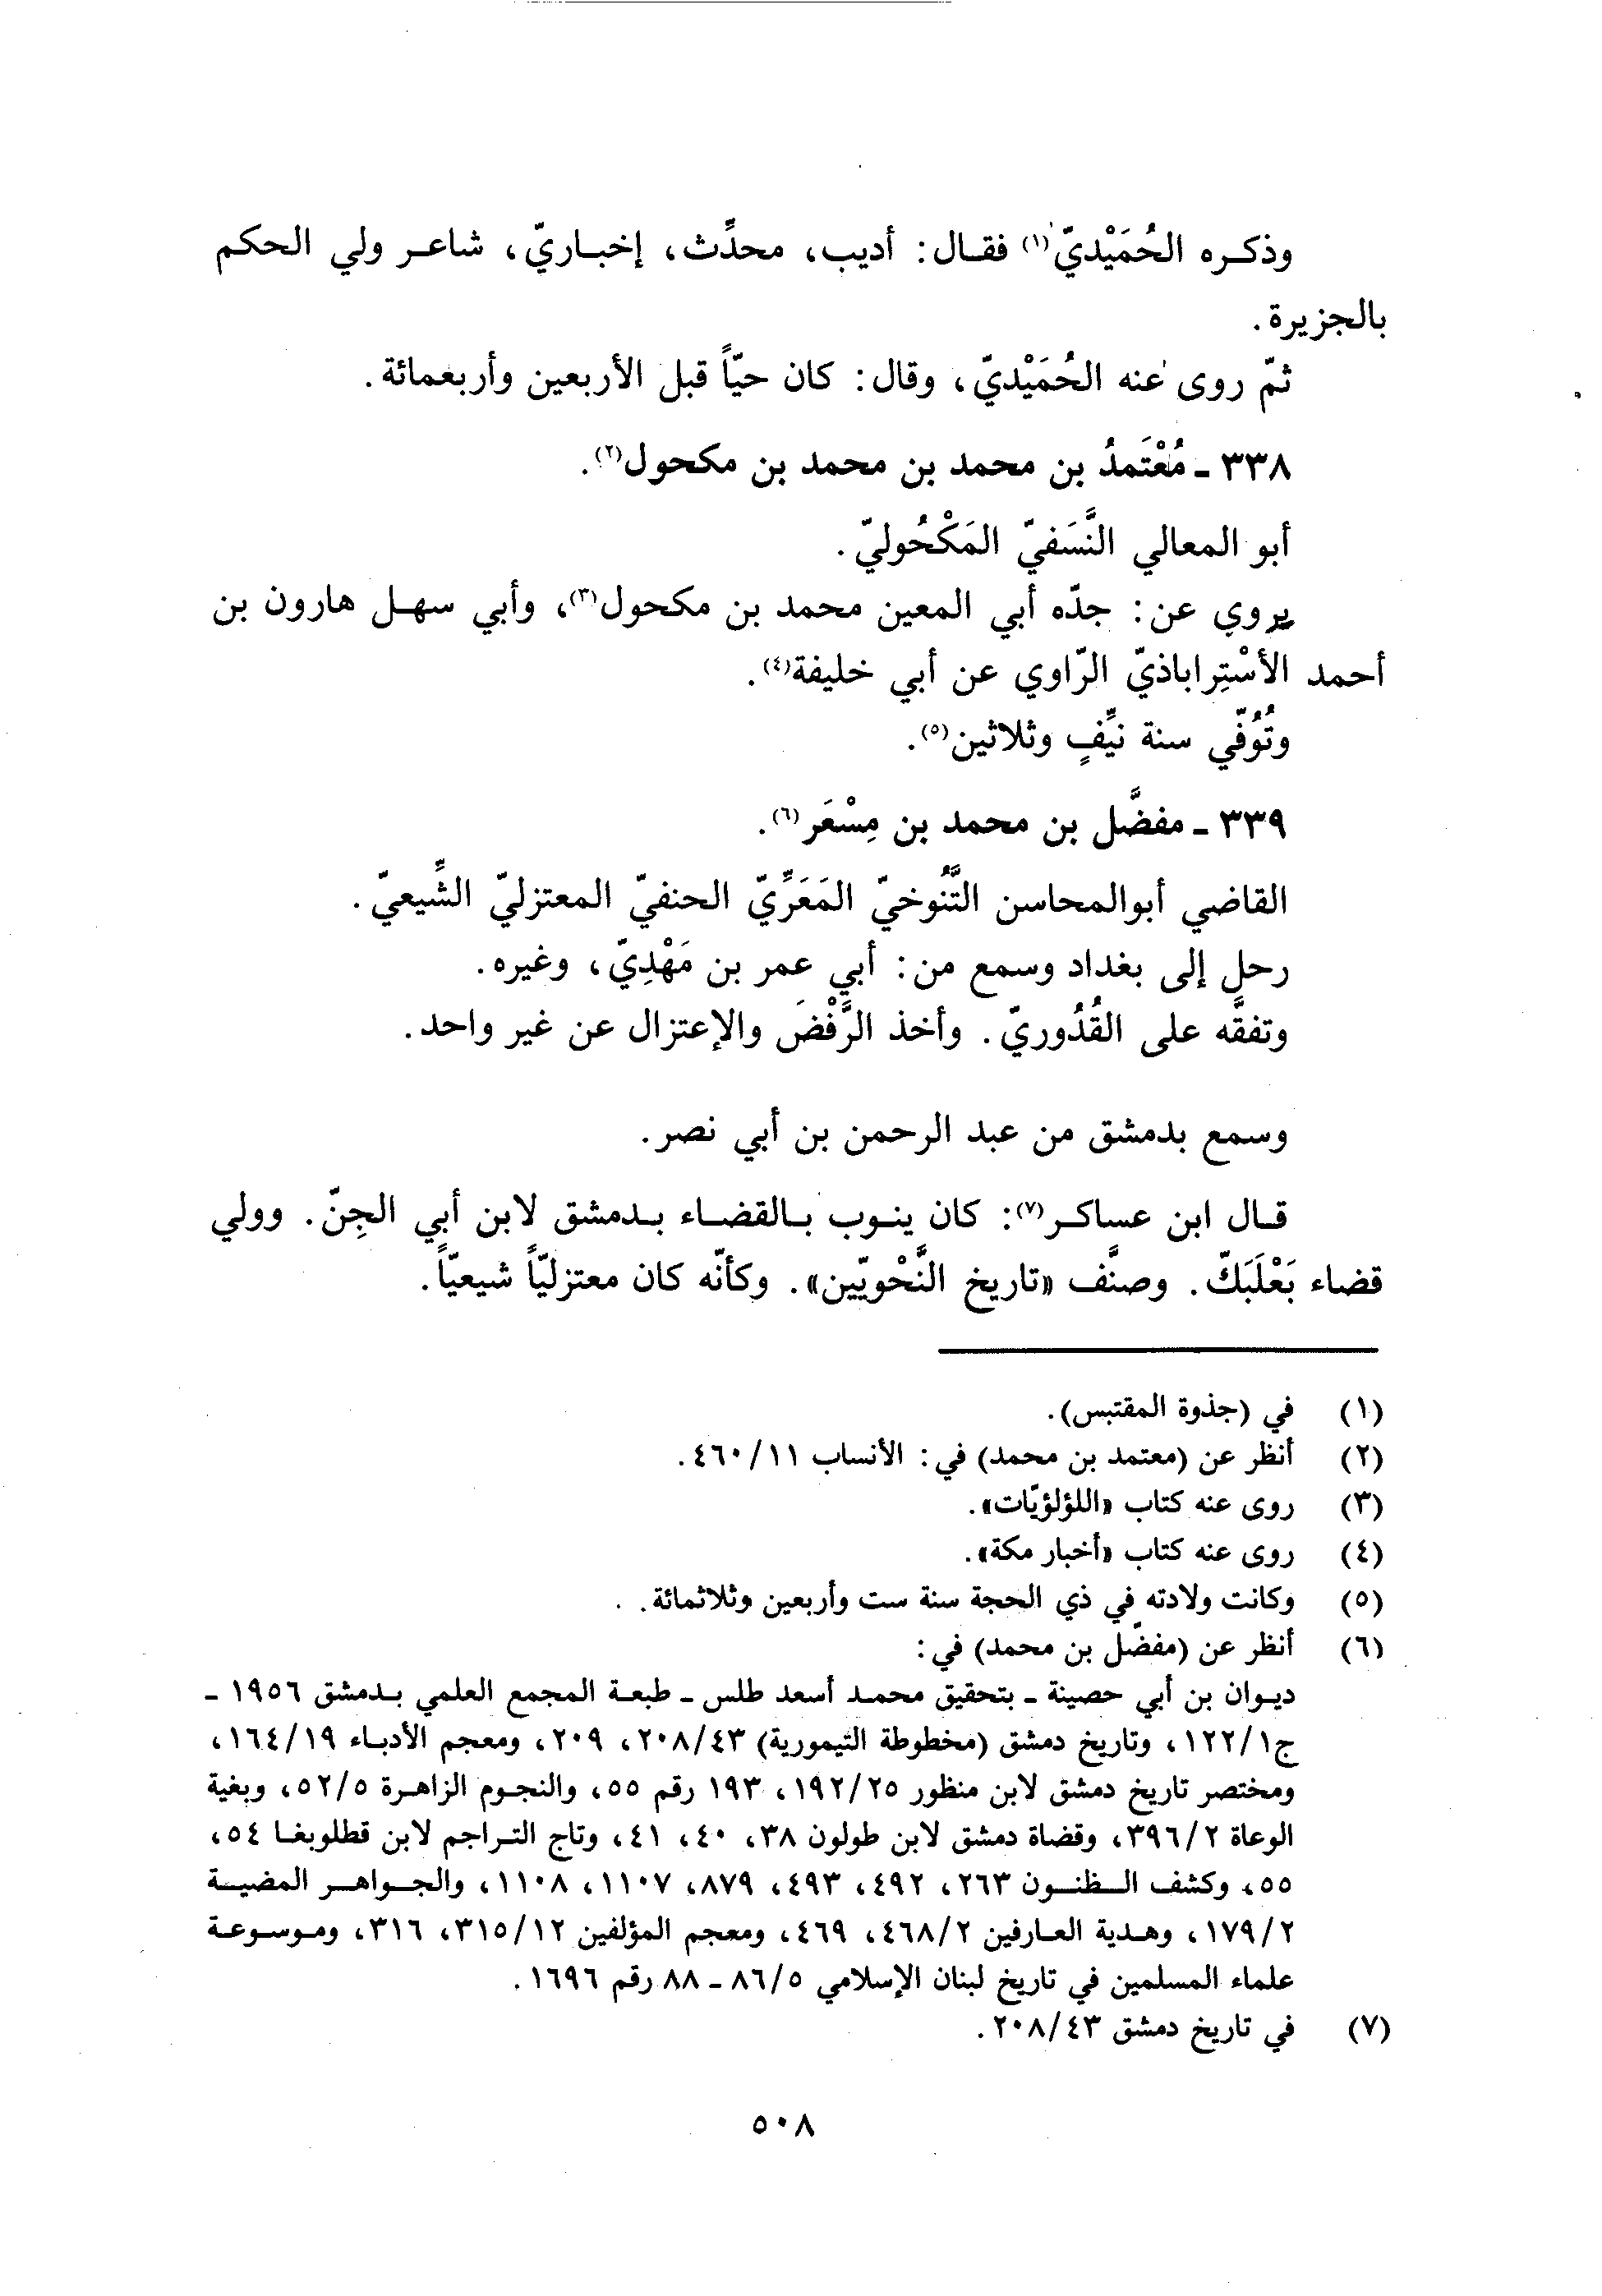 وذكره الحُمَيْديّ(١) فقال: أديب، محدِّث، إخباريّ، شاعر ولي الحكم
بالجزيرة.
ثمّ روى عنه الحُمَيْديّ، وقال: كان حيّاً قبل الأربعين وأربعمائة.
٣٣٨ ـ مُعْتَمدُ بن محمد بن محمد بن مكحول(٢).
أبو المعالي النَّسَفيّ المَكْحُوليّ.
يروي عن: جدّه أبي المعين محمد بن مكحول(٣)، وأبي سهل هارون بن
أحمد الأسْتِراباذيّ الرّاوي عن أبي خليفة(٤).
وتُوُفّي سنة نيِّفٍ وثلاثين(٥).
٣٣٩ ـ مفضَّل بن محمد بن مِسْعَر(٦).
القاضي أبوالمحاسن التَّنُوخيّ المَعَرِّيّ الحنفيّ المعتزليّ الشِّيعيّ.
رحل إلى بغداد وسمع من: أبي عمر بن مَهْدِيّ، وغيره.
وتفقَّه على القُدُوريّ. وأخذ الرَّفْضَ والإعتزال عن غير واحد.
وسمع بدمشق من عبد الرحمن بن أبي نصر.
قال ابن عساكر(٧): كان ينوب بالقضاء بدمشق لابن أبي الجِنّ. وولي
قضاء بَعْلَبَكّ. وصنَّف «تاريخ النَّحْويّين». وكأنّه كان معتزليّاً شيعيّاً.
(١) في (جذوة المقتبس).
(٢) أنظر عن (معتمد بن محمد) في: الأنساب ٤٦٠/١١.
(٣) روى عنه كتاب «اللؤلؤيّات».
(٤) روى عنه كتاب «أخبار مكة».
(٥) وكانت ولادته في ذي الحجة سنة ست وأربعين وثلاثمائة.
(٦) أنظر عن (مفضّل بن محمد) في:
ديوان بن أبي حصينة ـ بتحقيق محمد أسعد طلس ـ طبعة المجمع العلمي بدمشق ١٩٥٦ ـ
ج١٢٢/١، وتاريخ دمشق (مخطوطة التيمورية) ٢٠٨/٤٣، ٢٠٩، ومعجم الأدباء ١٦٤/١٩،
ومختصر تاريخ دمشق لابن منظور ١٩٢/٢٥، ١٩٣ رقم ٥٥، والنجوم الزاهرة ٥٢/٥، وبغية
الوعاة ٣٩٦/٢، وقضاة دمشق لابن طولون ٣٨، ٤٠، ٤١، وتاج التراجم لابن قطلوبغا ٥٤،
٥٥، وكشف الظنون ٢٦٣، ٤٩٢، ٤٩٣، ٨٧٩، ١١٠٧، ١١٠٨، والجواهر المضية
١٧٩/٢، وهدية العارفين ٤٦٨/٢، ٤٦٩، ومعجم المؤلفين ٣١٥/١٢، ٣١٦، وموسوعة
علماء المسلمين في تاريخ لبنان الإسلامي ٨٦/٥ ـ ٨٨ رقم ١٦٩٦.
(٧) في تاريخ دمشق ٢٠٨/٤٣.
٥٠٨